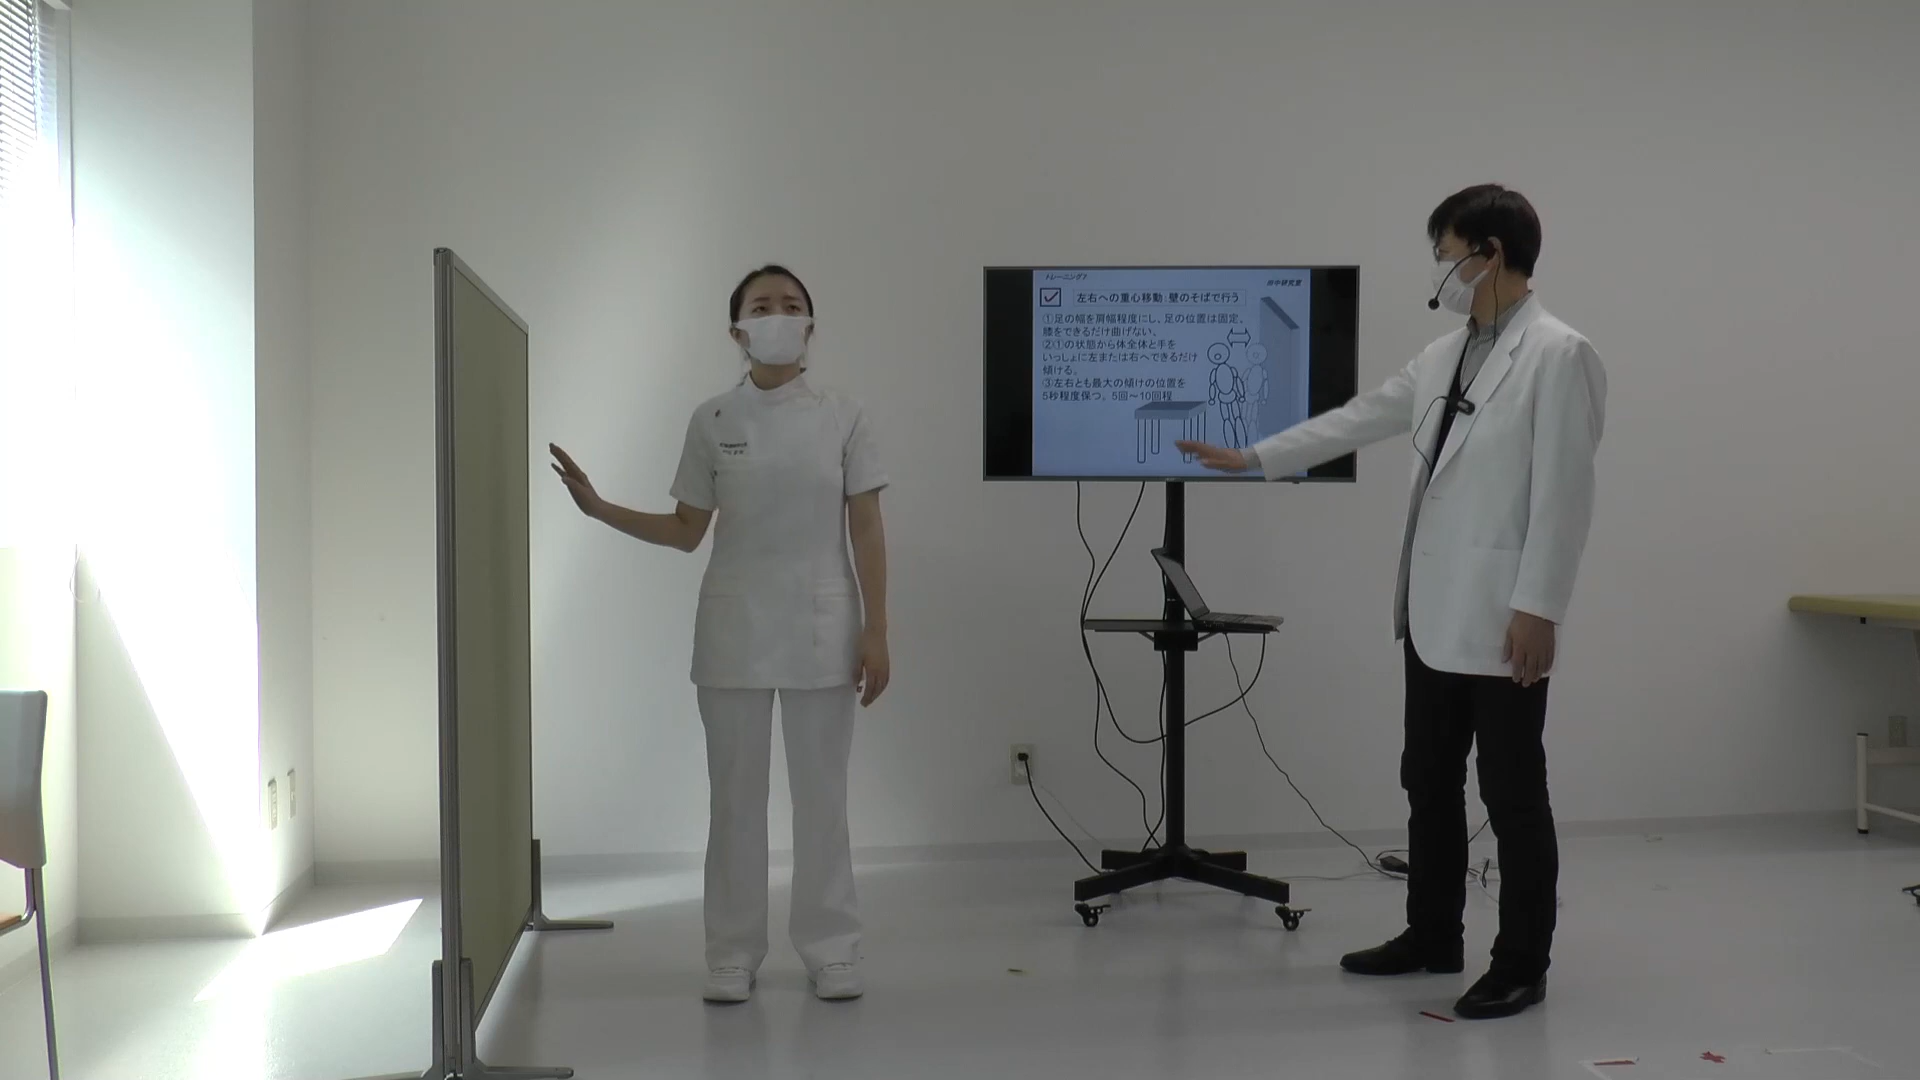 トレーニング7
田中研究室
左右への重心移動：壁のそばで行う
①足の幅を肩幅程度にし、足の位置は固定、
膝をできるだけ曲げない、
②①の状態から体全体と手を
いっしょに左または右へできるだけ
傾ける。
③左右とも最大の傾けの位置を
5秒程度保つ。5回～10回程